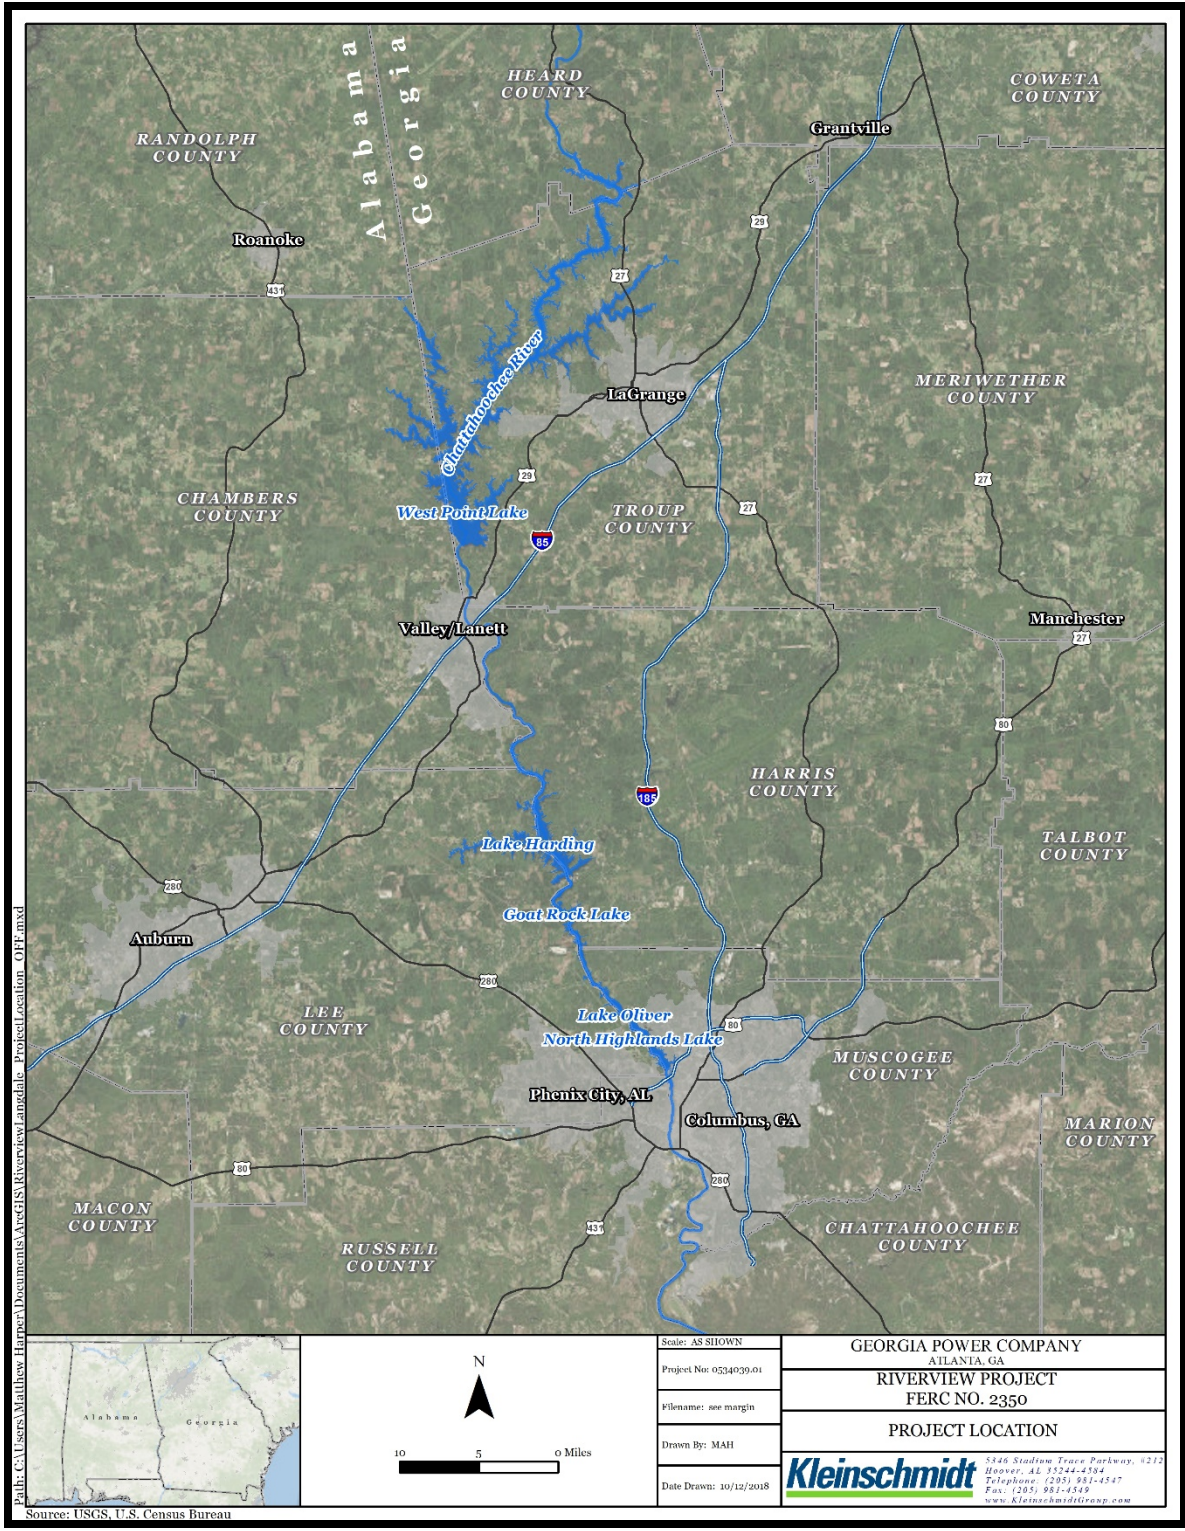 Alabama
Georgia
HEARD
COUNTY
COWETA
COUNTY
Grantville
RANDOLPH
COUNTY
29
Roanoke
27
431
Chattahoochee River
LaGrange
MERIWETHER
COUNTY
29
27
CHAMBERS
COUNTY
West Point Lake
TROUP
COUNTY
27
85
Valley/Lanett
Manchester
27
80
HARRIS
COUNTY
185
Lake Harding
TALBOT
COUNTY
280
Goat Rock Lake
Auburn
280
LEE
COUNTY
Lake Oliver
80
North Highlands Lake
MUSCOGEE
COUNTY
Phenix City, AL
Columbus, GA
MARION
COUNTY
80
280
MACON
COUNTY
431
CHATTAHOOCHEE
COUNTY
RUSSELL
COUNTY
Path: C:\Users\Matthew Harper\Documents\ArcGIS\RiverviewLangdale_ProjectLocation_OFF.mxd
Alabama
Georgia
N
10 5 0 Miles
Scale: AS SHOWN
Project No: 0534039.01
Filename: see margin
Drawn By: MAH
Date Drawn: 10/12/2018
GEORGIA POWER COMPANY
ATLANTA, GA
RIVERVIEW PROJECT
FERC NO. 2350
PROJECT LOCATION
Kleinschmidt
5346 Stadium Trace Parkway, #212
Hoover, AL 35244-4584
Telephone: (205) 981-4547
Fax: (205) 981-4549
www.KleinschmidtGroup.com
Source: USGS, U.S. Census Bureau